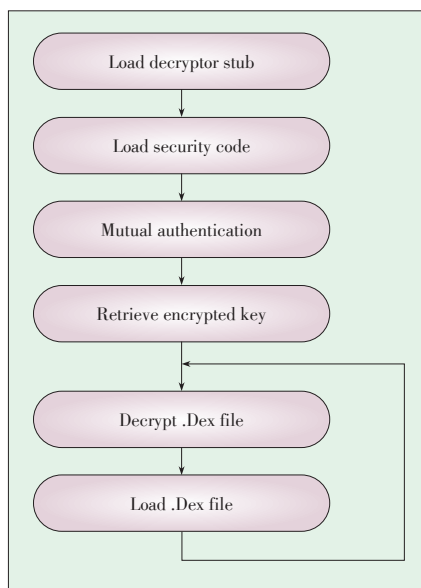 Load decryptor stub
Load security code
Mutual authentication
Retrieve encrypted key
Decrypt .Dex file
Load .Dex file